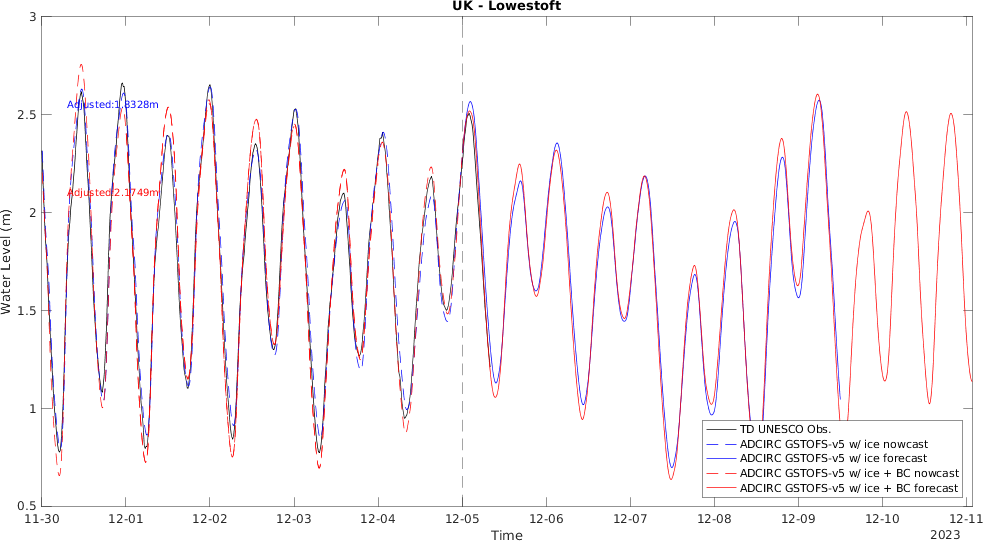 UK - Lowestoft
3
2.5
2
1.5
1
0.5
Water Level (m)
Adjusted:1.8328m
Adjusted:2.1749m
TD UNESCO Obs.
ADCIRC GSTOFS-v5 w/ ice nowcast
ADCIRC GSTOFS-v5 w/ ice forecast
ADCIRC GSTOFS-v5 w/ ice + BC nowcast
ADCIRC GSTOFS-v5 w/ ice + BC forecast
11-30 12-01 12-02 12-03 12-04 12-05 12-06 12-07 12-08 12-09 12-10 12-11
Time
2023